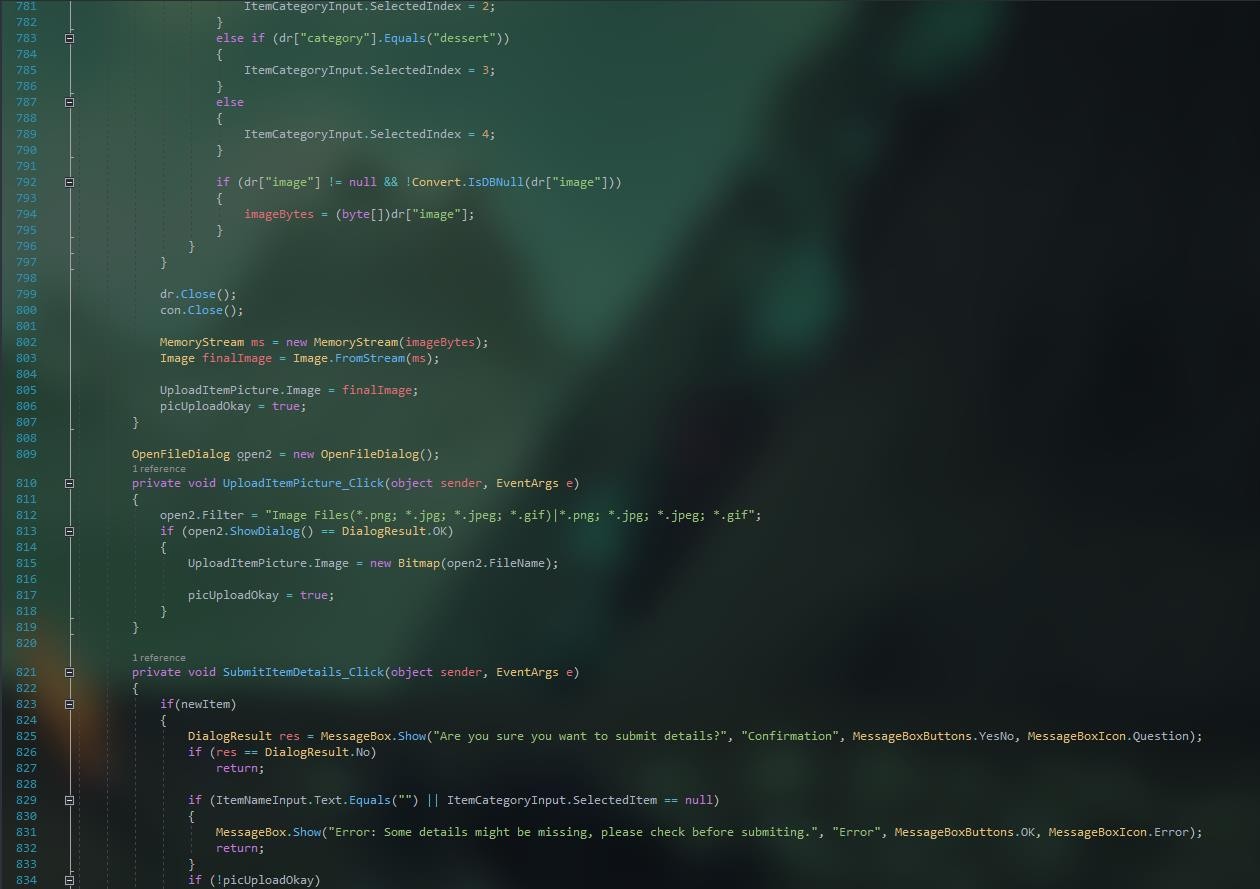 781 ItemCategoryInput.SelectedIndex = 2;
782 }
783 else if (dr["category"].Equals("dessert"))
784 {
785 ItemCategoryInput.SelectedIndex = 3;
786 }
787 else
788 {
789 ItemCategoryInput.SelectedIndex = 4;
790 }
791
792 if (dr["image"] != null && !Convert.IsDBNull(dr["image"]))
793 {
794 imageBytes = (byte[])dr["image"];
795 }
796 }
797 }
798
799 dr.Close();
800 con.Close();
801
802 MemoryStream ms = new MemoryStream(imageBytes);
803 Image finalImage = Image.FromStream(ms);
804
805 UploadItemPicture.Image = finalImage;
806 picUploadOkay = true;
807 }
808
809 OpenFileDialog open2 = new OpenFileDialog();
1 reference
810 private void UploadItemPicture_Click(object sender, EventArgs e)
811 {
812 open2.Filter = "Image Files(*.png; *.jpg; *.jpeg; *.gif)|*.png; *.jpg; *.jpeg; *.gif";
813 if (open2.ShowDialog() == DialogResult.OK)
814 {
815 UploadItemPicture.Image = new Bitmap(open2.FileName);
816
817 picUploadOkay = true;
818 }
819 }
820
1 reference
821 private void SubmitItemDetails_Click(object sender, EventArgs e)
822 {
823 if(newItem)
824 {
825 DialogResult res = MessageBox.Show("Are you sure you want to submit details?", "Confirmation", MessageBoxButtons.YesNo, MessageBoxIcon.Question);
826 if (res == DialogResult.No)
827 return;
828
829 if (ItemNameInput.Text.Equals("") || ItemCategoryInput.SelectedItem == null)
830 {
831 MessageBox.Show("Error: Some details might be missing, please check before submiting.", "Error", MessageBoxButtons.OK, MessageBoxIcon.Error);
832 return;
833 }
834 if (!picUploadOkay)